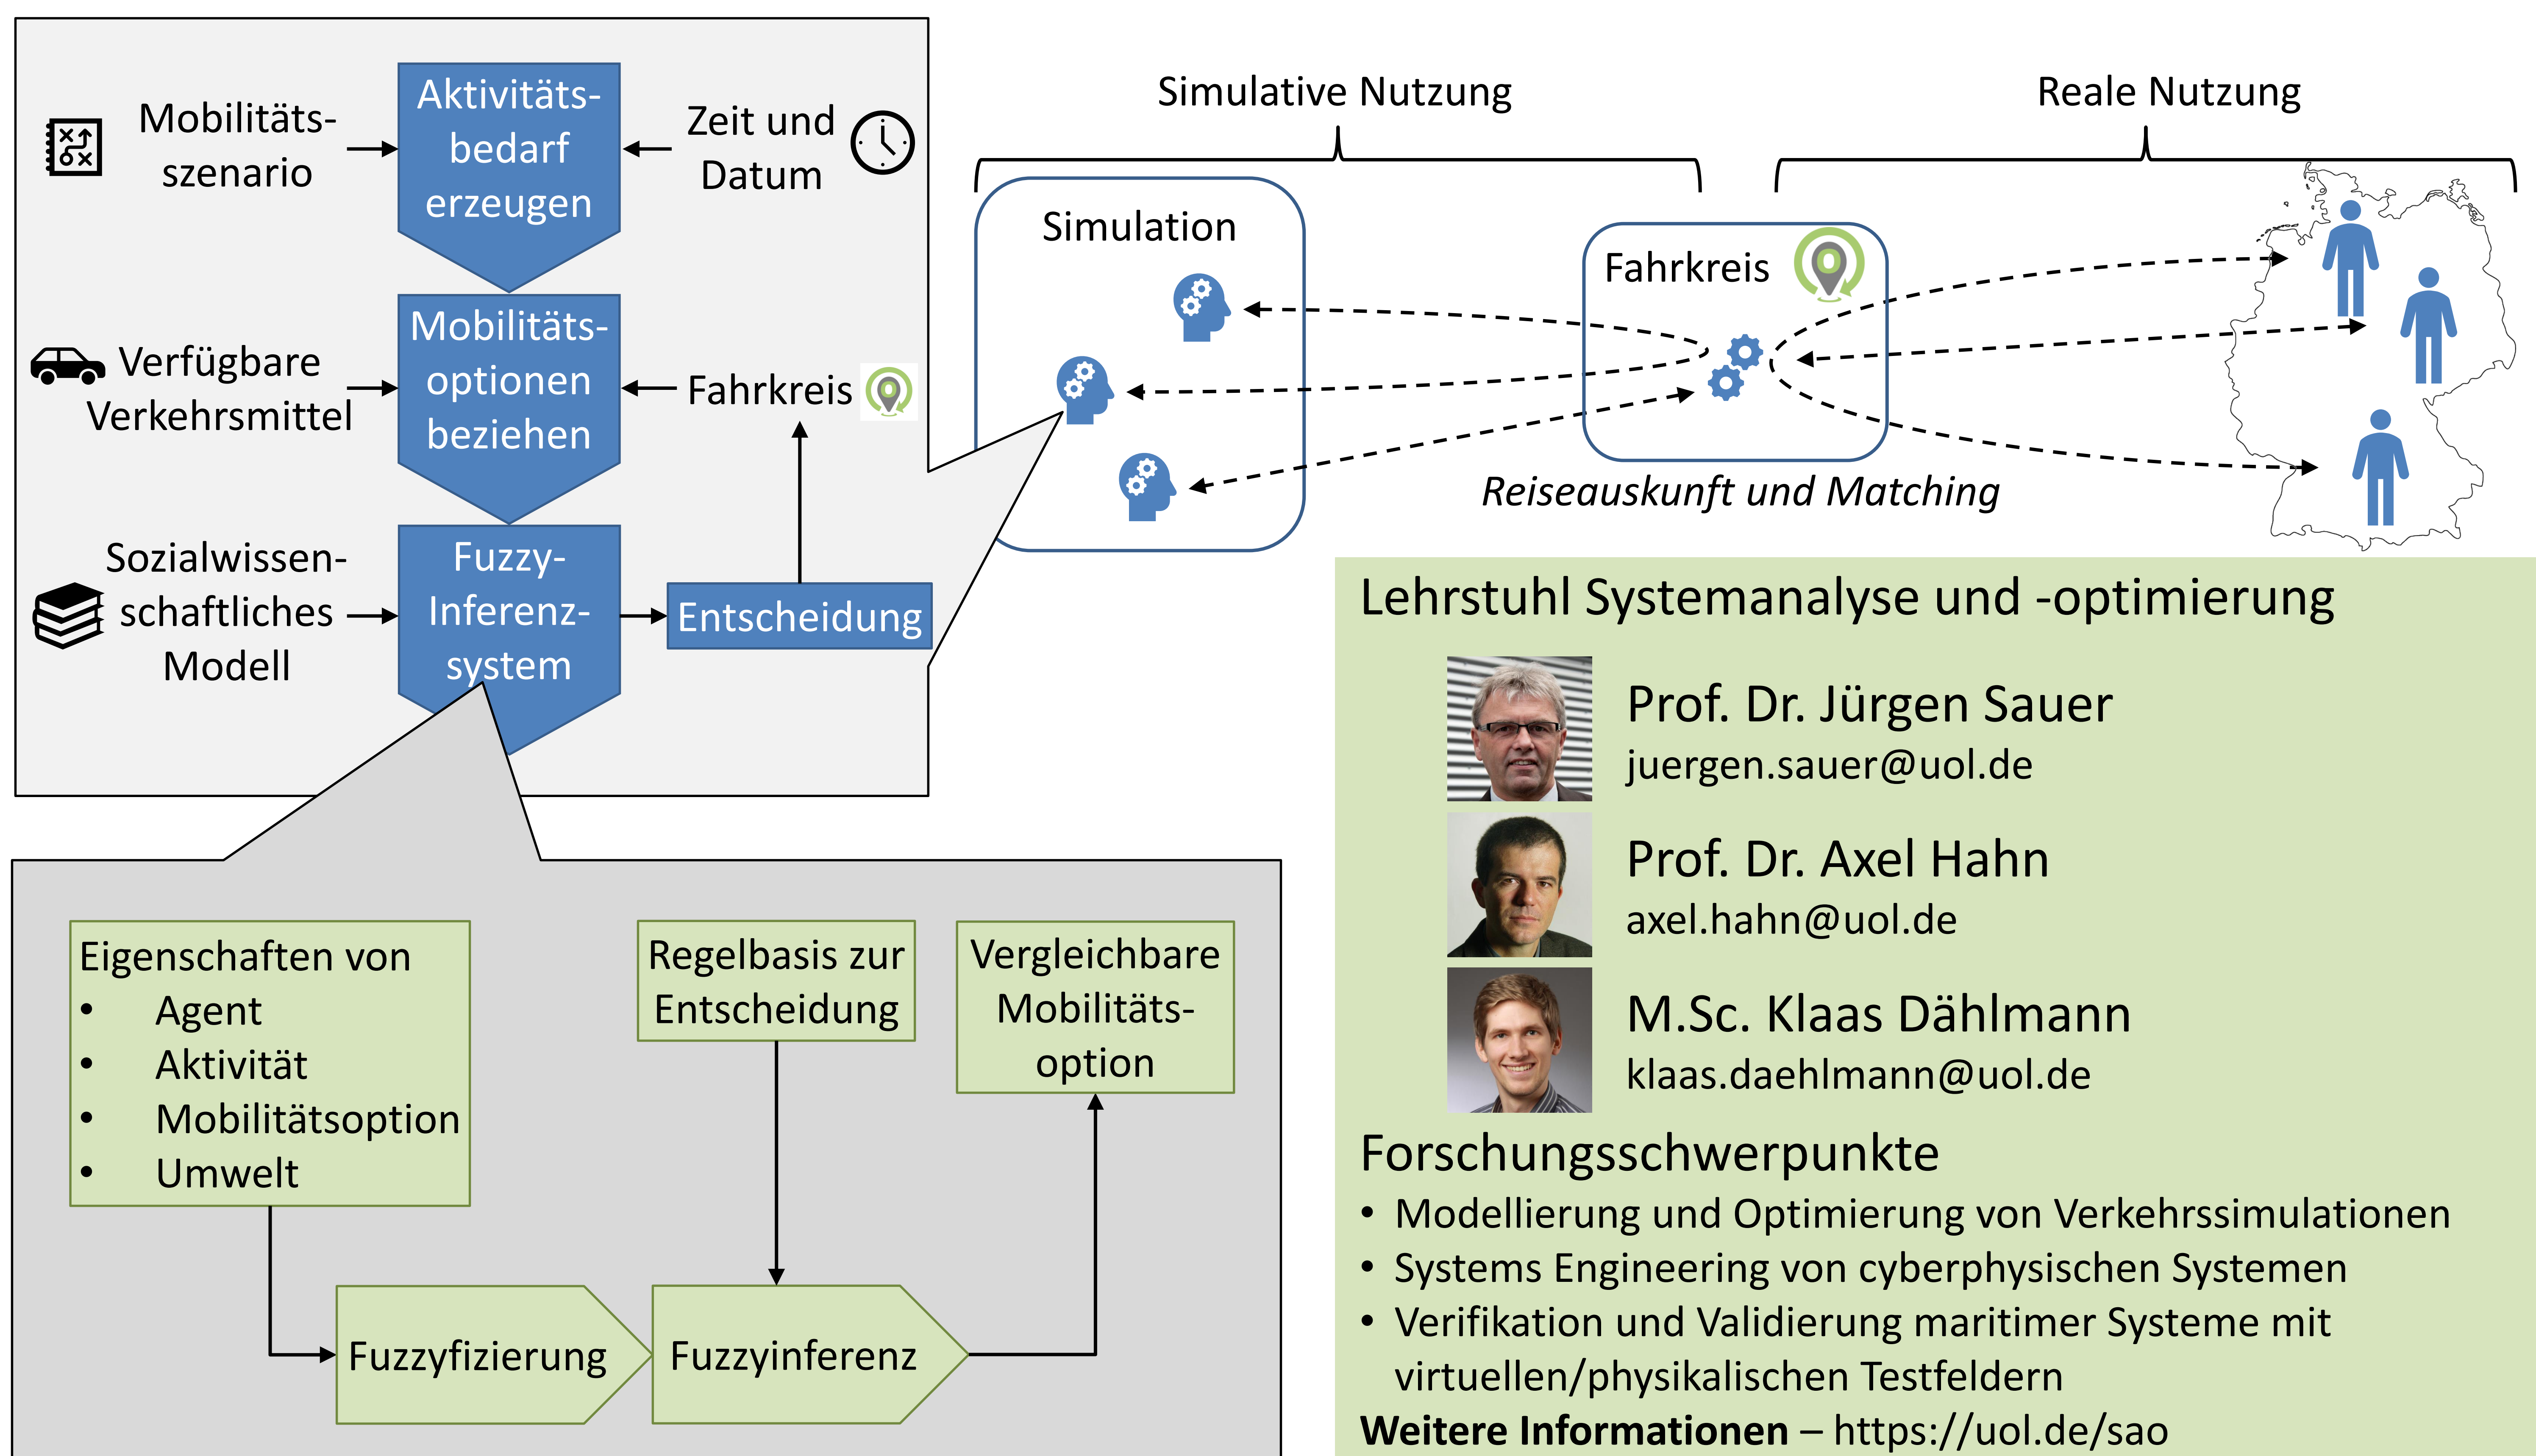 Mobilitäts-
szenario
Aktivitäts-
bedarf
erzeugen
Zeit und
Datum
Verfügbare
Verkehrsmittel
Mobilitäts-
optionen
beziehen
Fahrkreis
Sozialwissen-
schaftliches
Modell
Fuzzy-
Inferenz-
system
Entscheidung
Simulative Nutzung
Reale Nutzung
Simulation
Fahrkreis
Reiseauskunft und Matching
Eigenschaften von
• Agent
• Aktivität
• Mobilitätsoption
• Umwelt
Regelbasis zur
Entscheidung
Vergleichbare
Mobilitäts-
option
Fuzzyfizierung
Fuzzyinferenz
Lehrstuhl Systemanalyse und -optimierung
Prof. Dr. Jürgen Sauer
juergen.sauer@uol.de
Prof. Dr. Axel Hahn
axel.hahn@uol.de
M.Sc. Klaas Dählmann
klaas.daehlmann@uol.de
Forschungsschwerpunkte
• Modellierung und Optimierung von Verkehrssimulationen
• Systems Engineering von cyberphysischen Systemen
• Verifikation und Validierung maritimer Systeme mit
virtuellen/physikalischen Testfeldern
Weitere Informationen – https://uol.de/sao